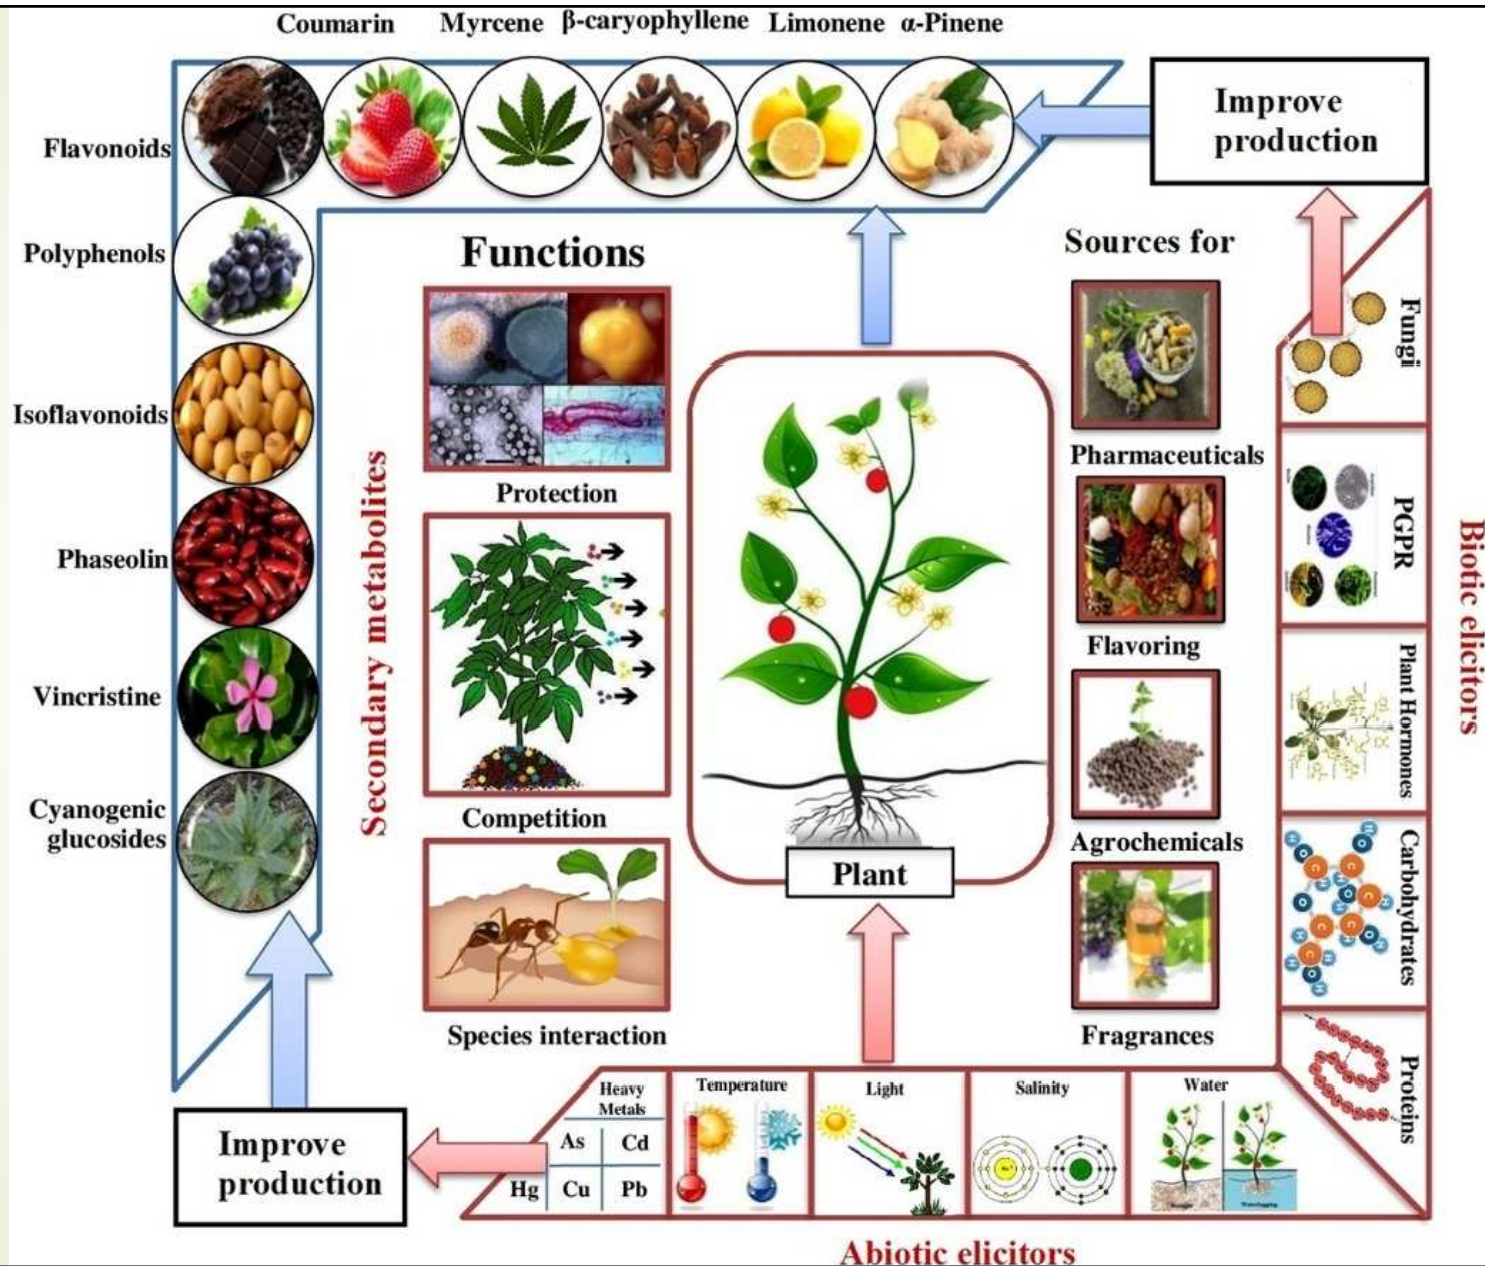 Coumarin Myrcene β-caryophyllene Limonene α-Pinene
Flavonoids
Polyphenols
Isoflavonoids
Phaseolin
Vincristine
Cyanogenic
glucosides
Secondary metabolites
Functions
Protection
Competition
Species interaction
Plant
Sources for
Pharmaceuticals
Flavoring
Agrochemicals
Fragrances
Improve
production
Fungi
PGPR
Plant Hormones
Carbohydrates
Proteins
Biotic elicitors
Improve
production
Heavy
Metals
As Cd
Hg Cu Pb
Temperature
Light
Salinity
Water
Waterlogging
Abiotic elicitors